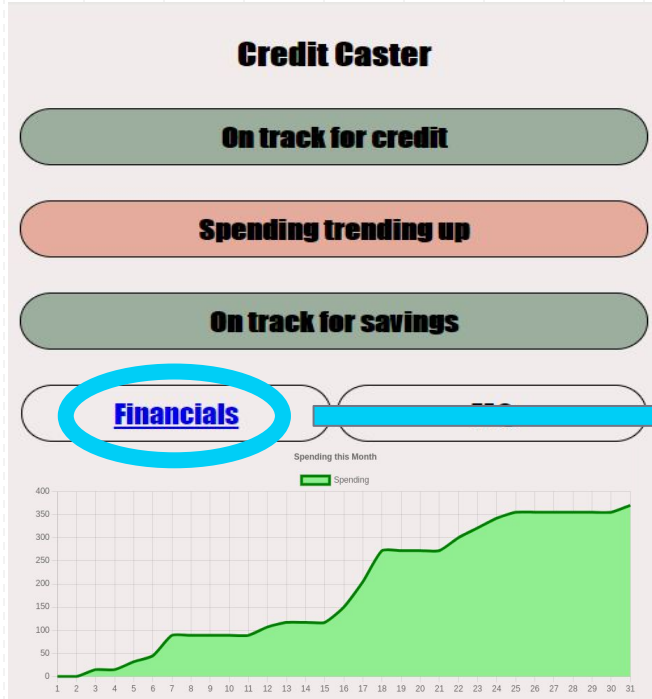 Credit Caster
On track for credit
Spending trending up
On track for savings
Financials
Spending this Month
Spending
400
350
300
250
200
150
100
50
0
1 2 3 4 5 6 7 8 9 10 11 12 13 14 15 16 17 18 19 20 21 22 23 24 25 26 27 28 29 30 31